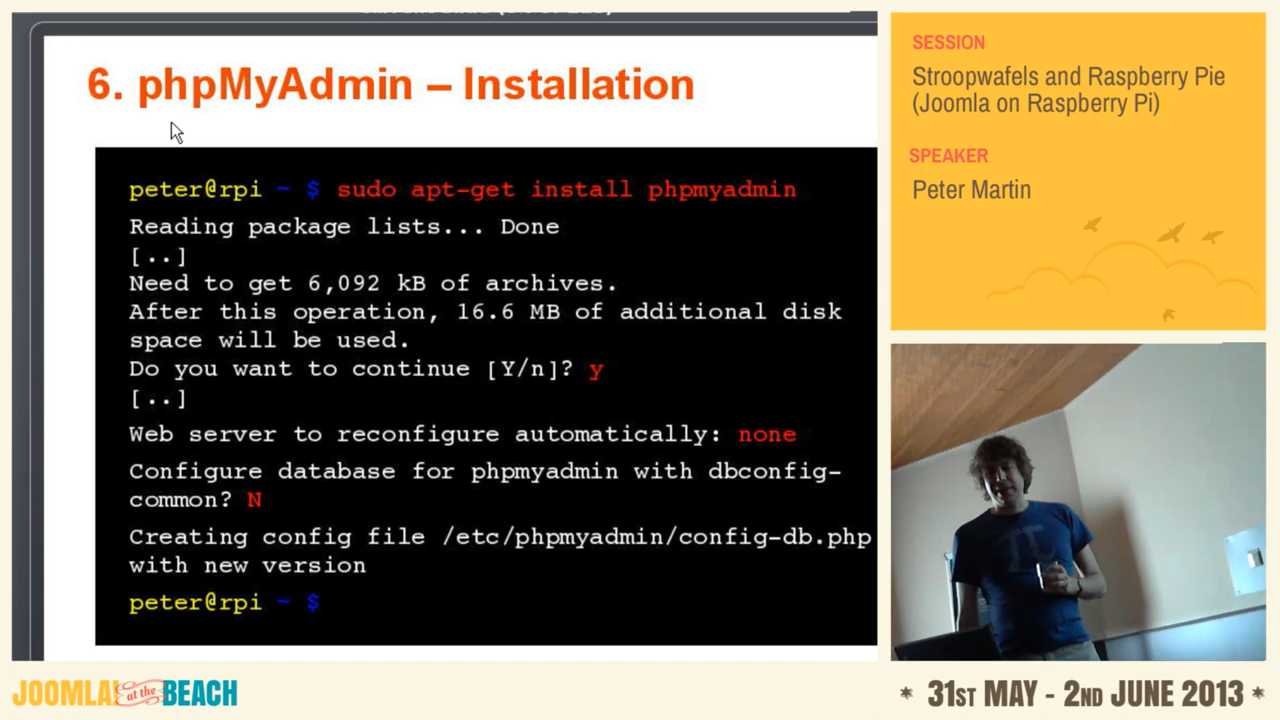 6. phpMyAdmin – Installation
peter@rpi ~ $ sudo apt-get install phpmyadmin
Reading package lists... Done
[..]
Need to get 6,092 kB of archives.
After this operation, 16.6 MB of additional disk
space will be used.
Do you want to continue [Y/n]? y
[..]
Web server to reconfigure automatically: none
Configure database for phpmyadmin with dbconfig-
common? N
Creating config file /etc/phpmyadmin/config-db.php
with new version
peter@rpi ~ $
SESSION
Stroopwafels and Raspberry Pie
(Joomla on Raspberry Pi)
SPEAKER
Peter Martin
π
JOOMLA! at the BEACH
* 31ST MAY - 2ND JUNE 2013 *